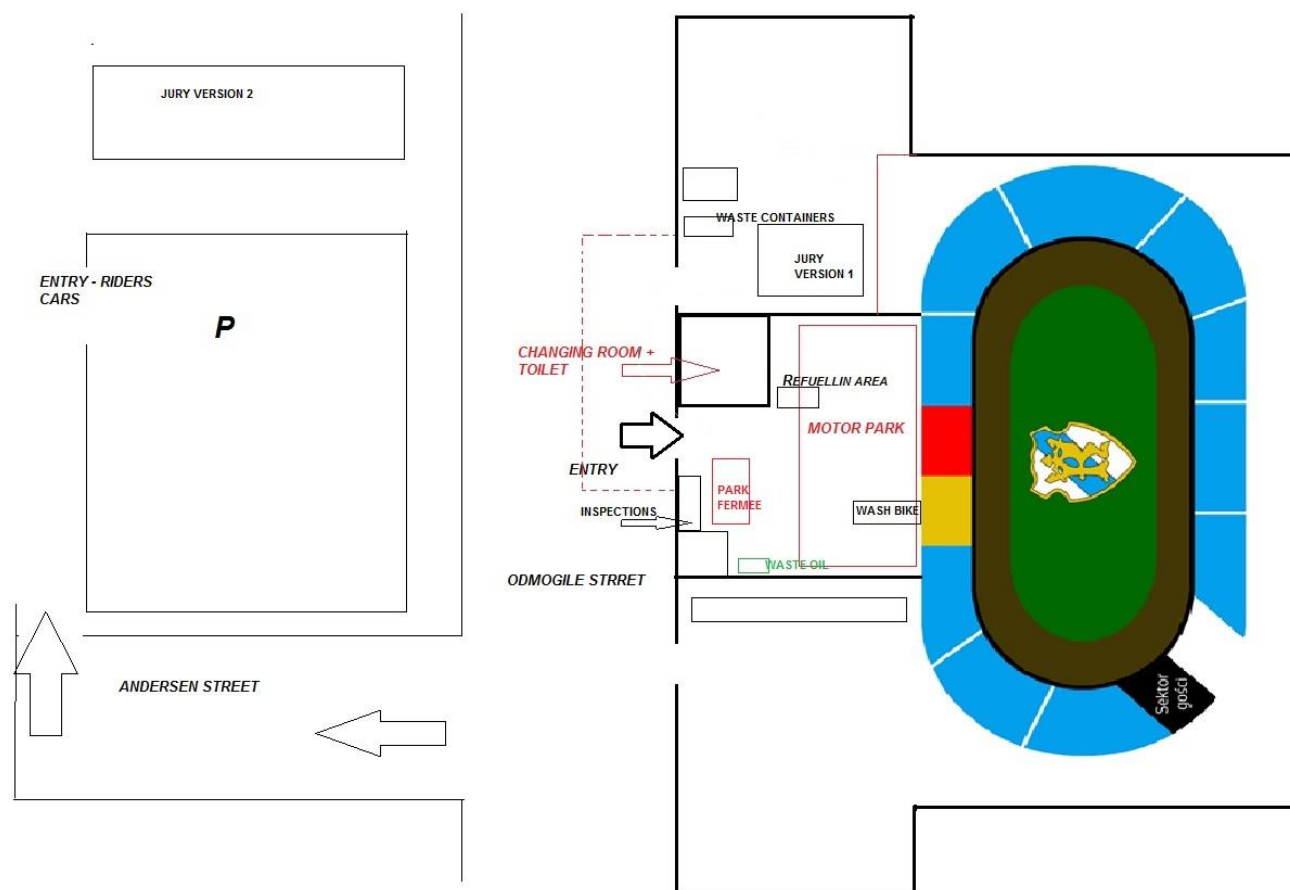 JURY VERSION 2
WASTE CONTAINERS
JURY
VERSION 1
ENTRY - RIDERS
CARS
P
CHANGING ROOM +
TOILET
REFUELLIN AREA
MOTOR PARK
ENTRY
PARK
FERMEE
INSPECTIONS
WASH BIKE
WASTE OIL
ODMOGILE STRRET
ANDERSEN STREET
Sektor
gości